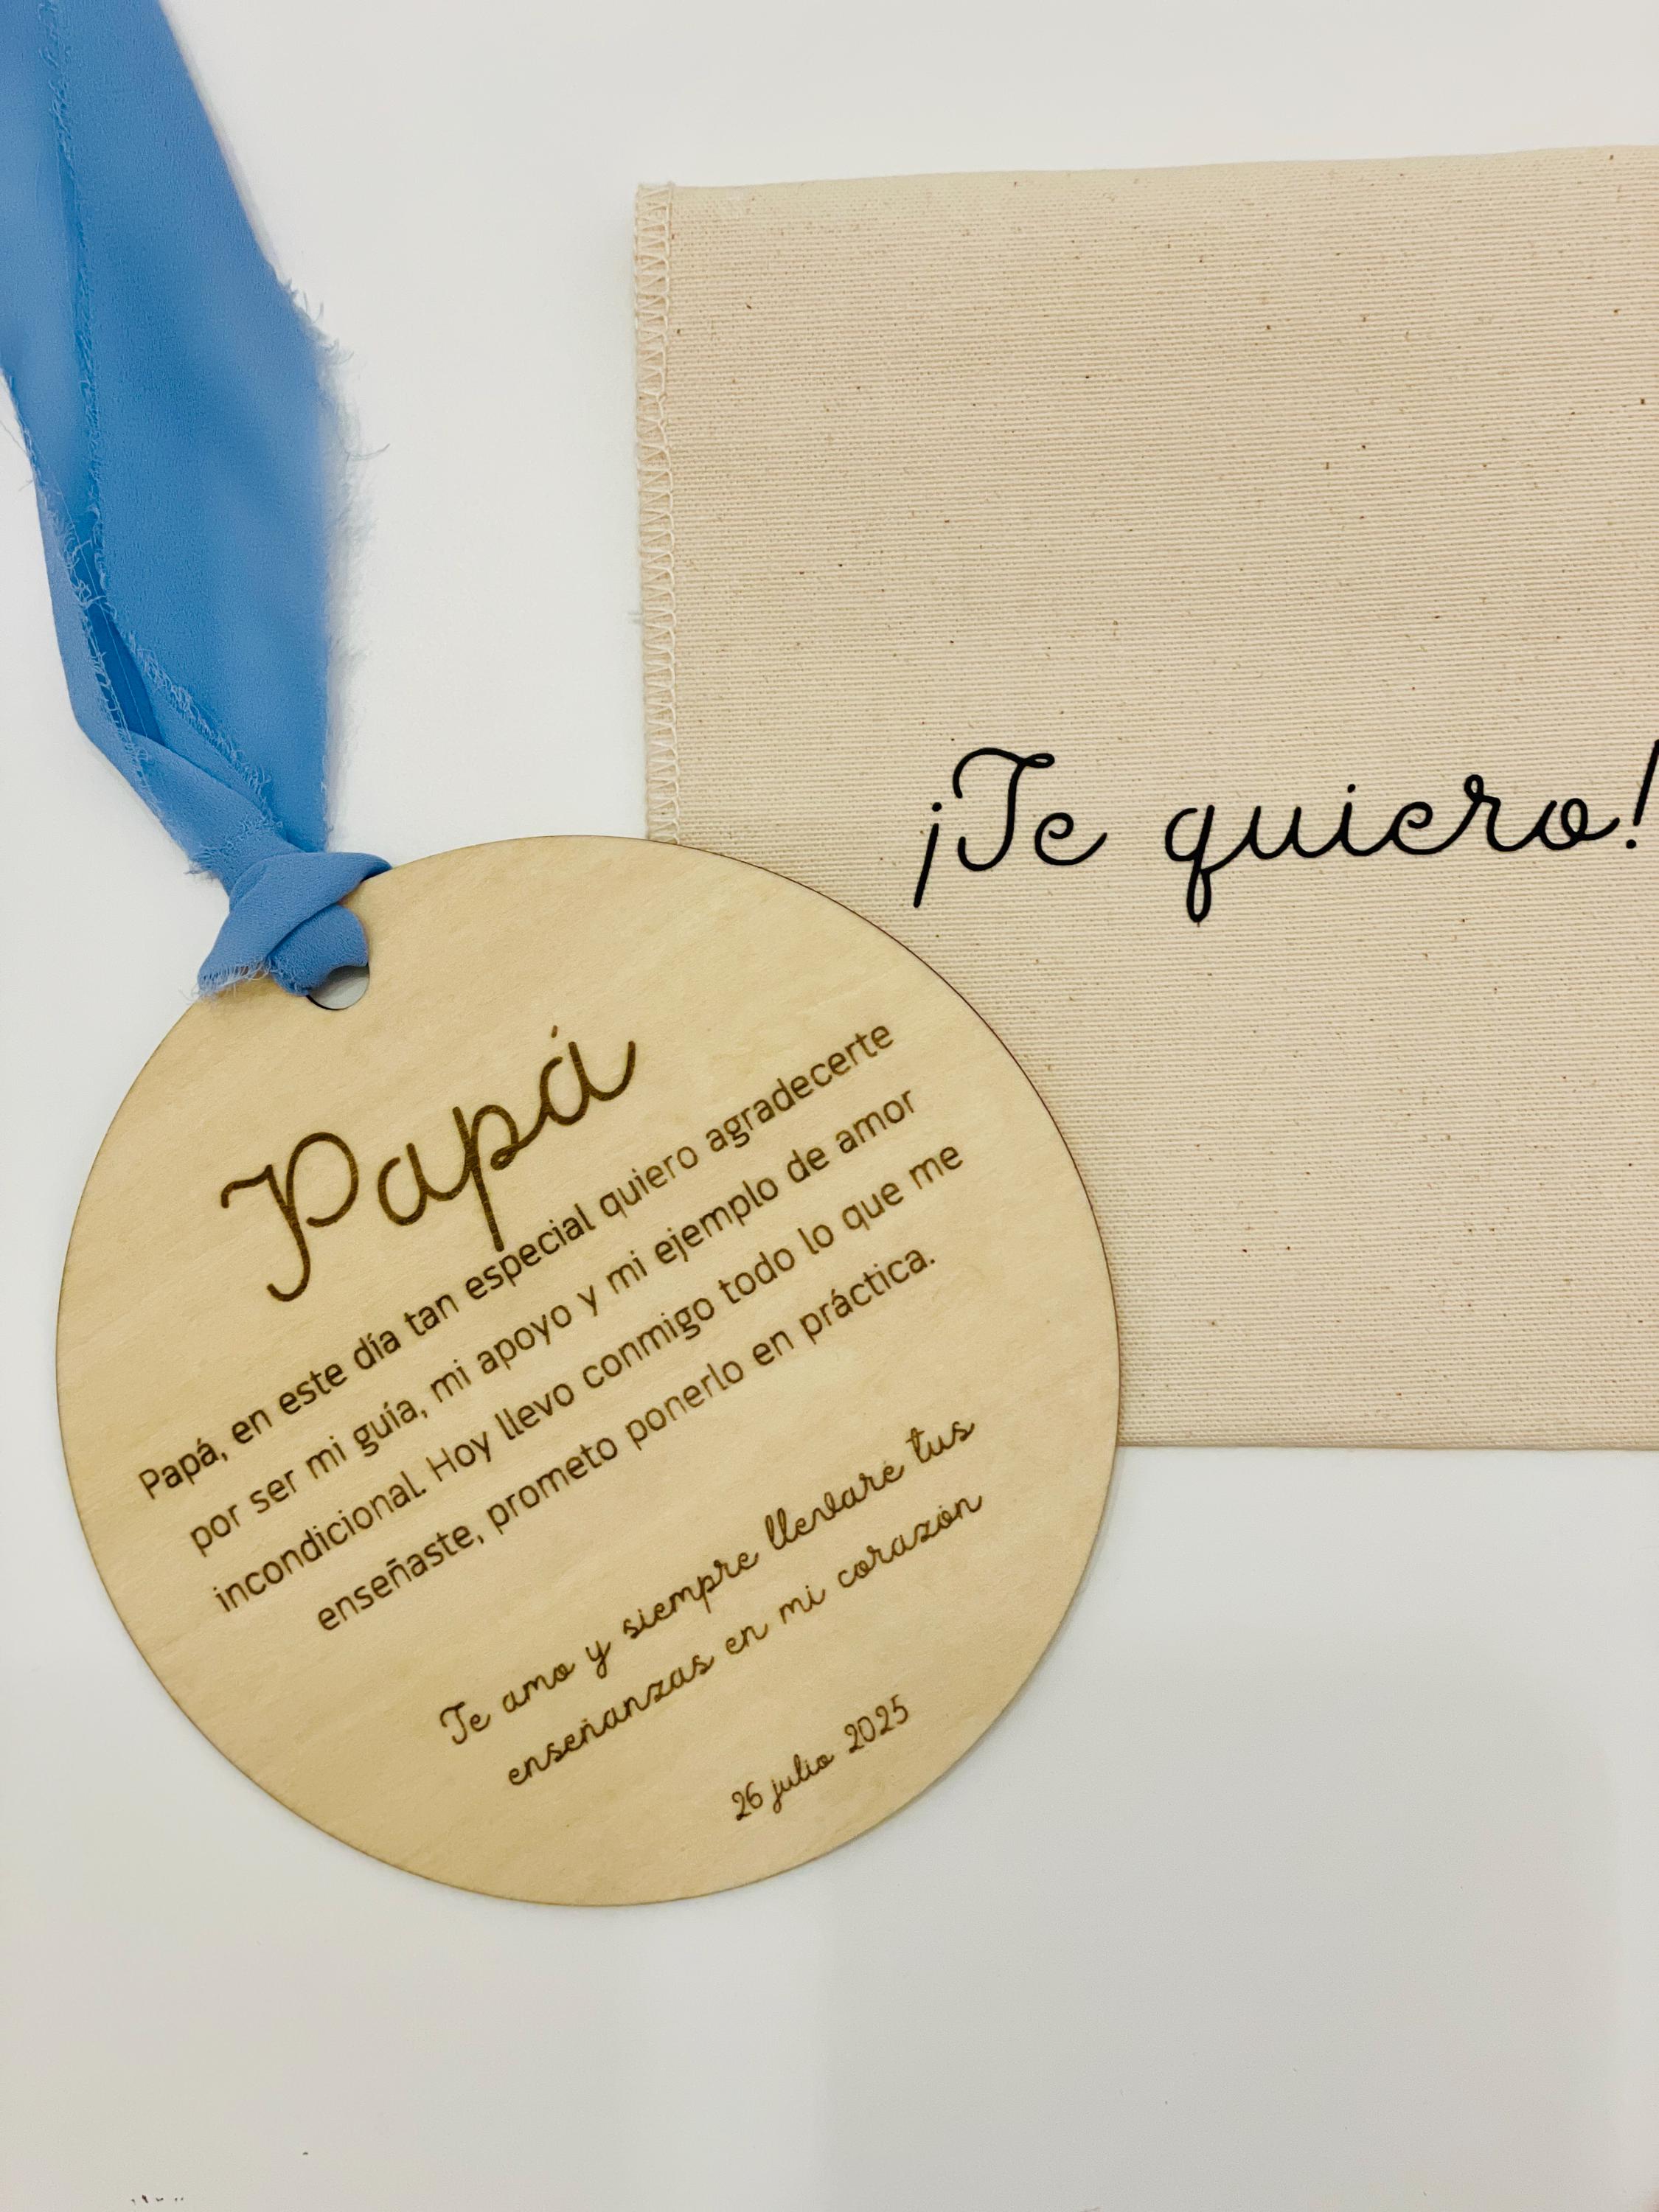 ¡Te quiero!
Papá
Papá, en este día tan especial quiero agradecerte
por ser mi guía, mi apoyo y mi ejemplo de amor
incondicional. Hoy llevo conmigo todo lo que me
enseñaste, prometo ponerlo en práctica.
Te amo y siempre llevaré tus
enseñanzas en mi corazón
26 julio 2025